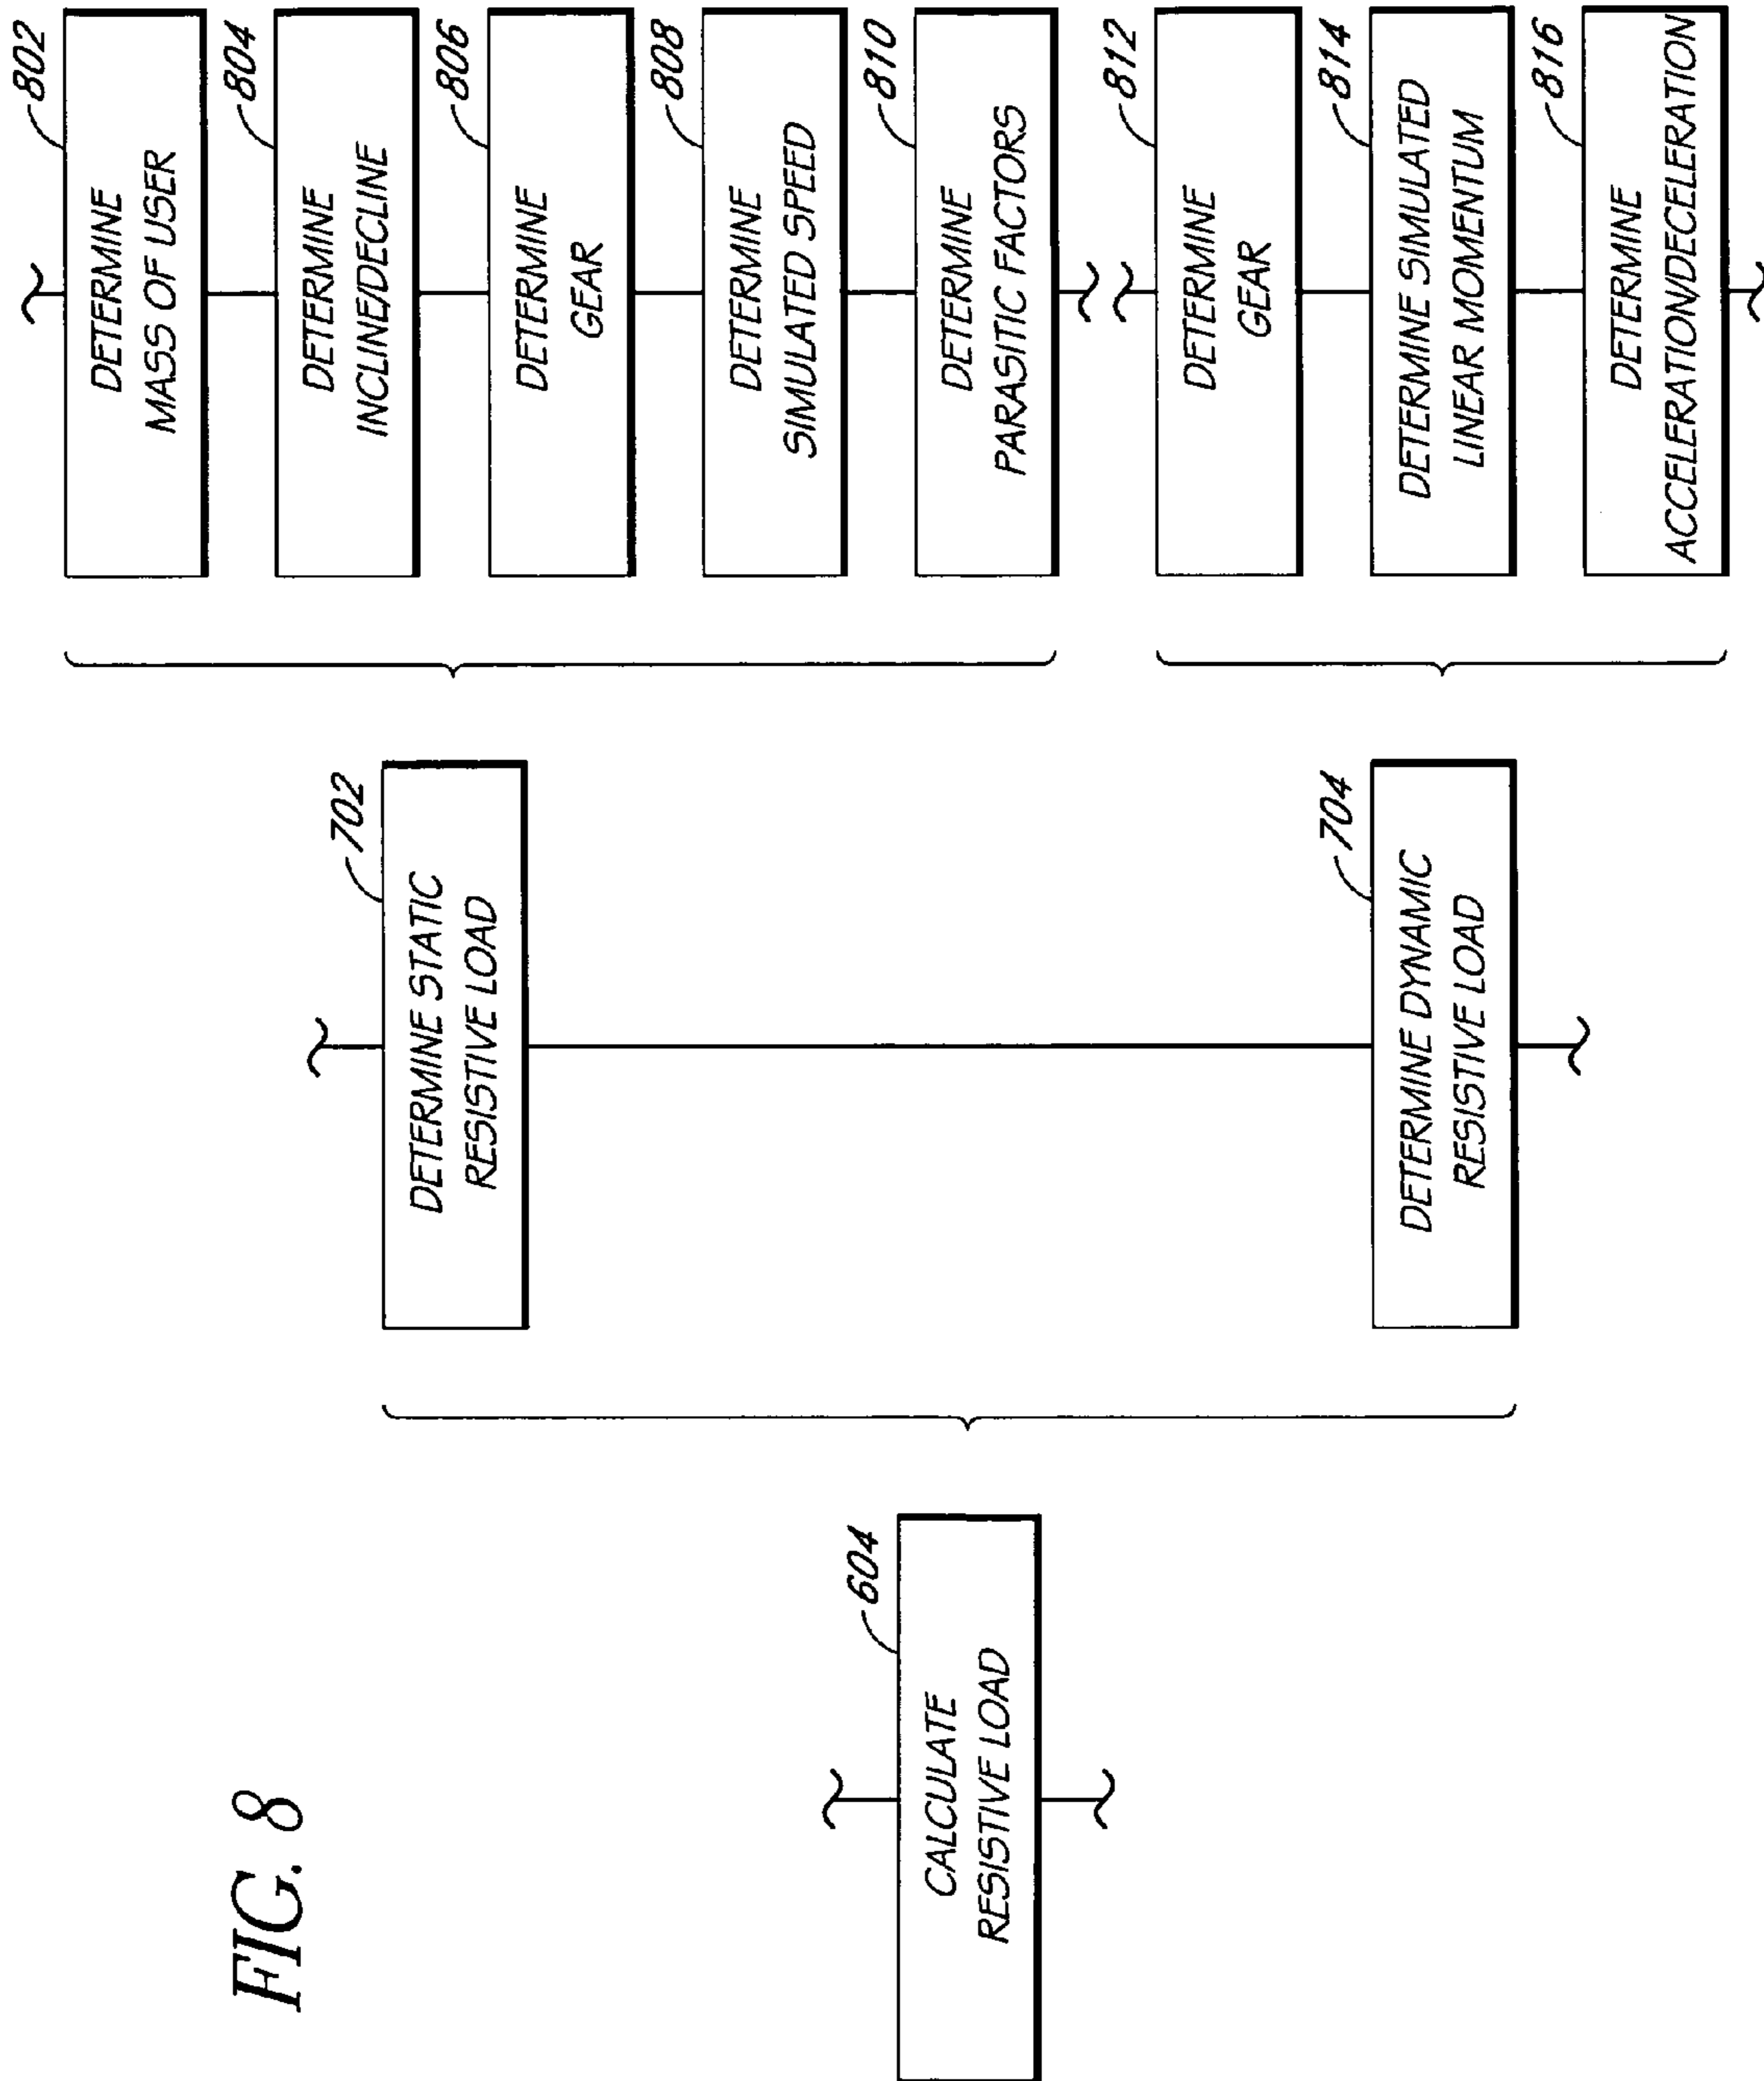 FIG. 8
604
CALCULATE
RESISTIVE LOAD
702
DETERMINE STATIC
RESISTIVE LOAD
704
DETERMINE DYNAMIC
RESISTIVE LOAD
802
DETERMINE
MASS OF USER
804
DETERMINE
INCLINE/DECLINE
806
DETERMINE
GEAR
808
DETERMINE
SIMULATED SPEED
810
DETERMINE
PARASITIC FACTORS
812
DETERMINE
GEAR
814
DETERMINE SIMULATED
LINEAR MOMENTUM
816
DETERMINE
ACCELERATION/DECELERATION